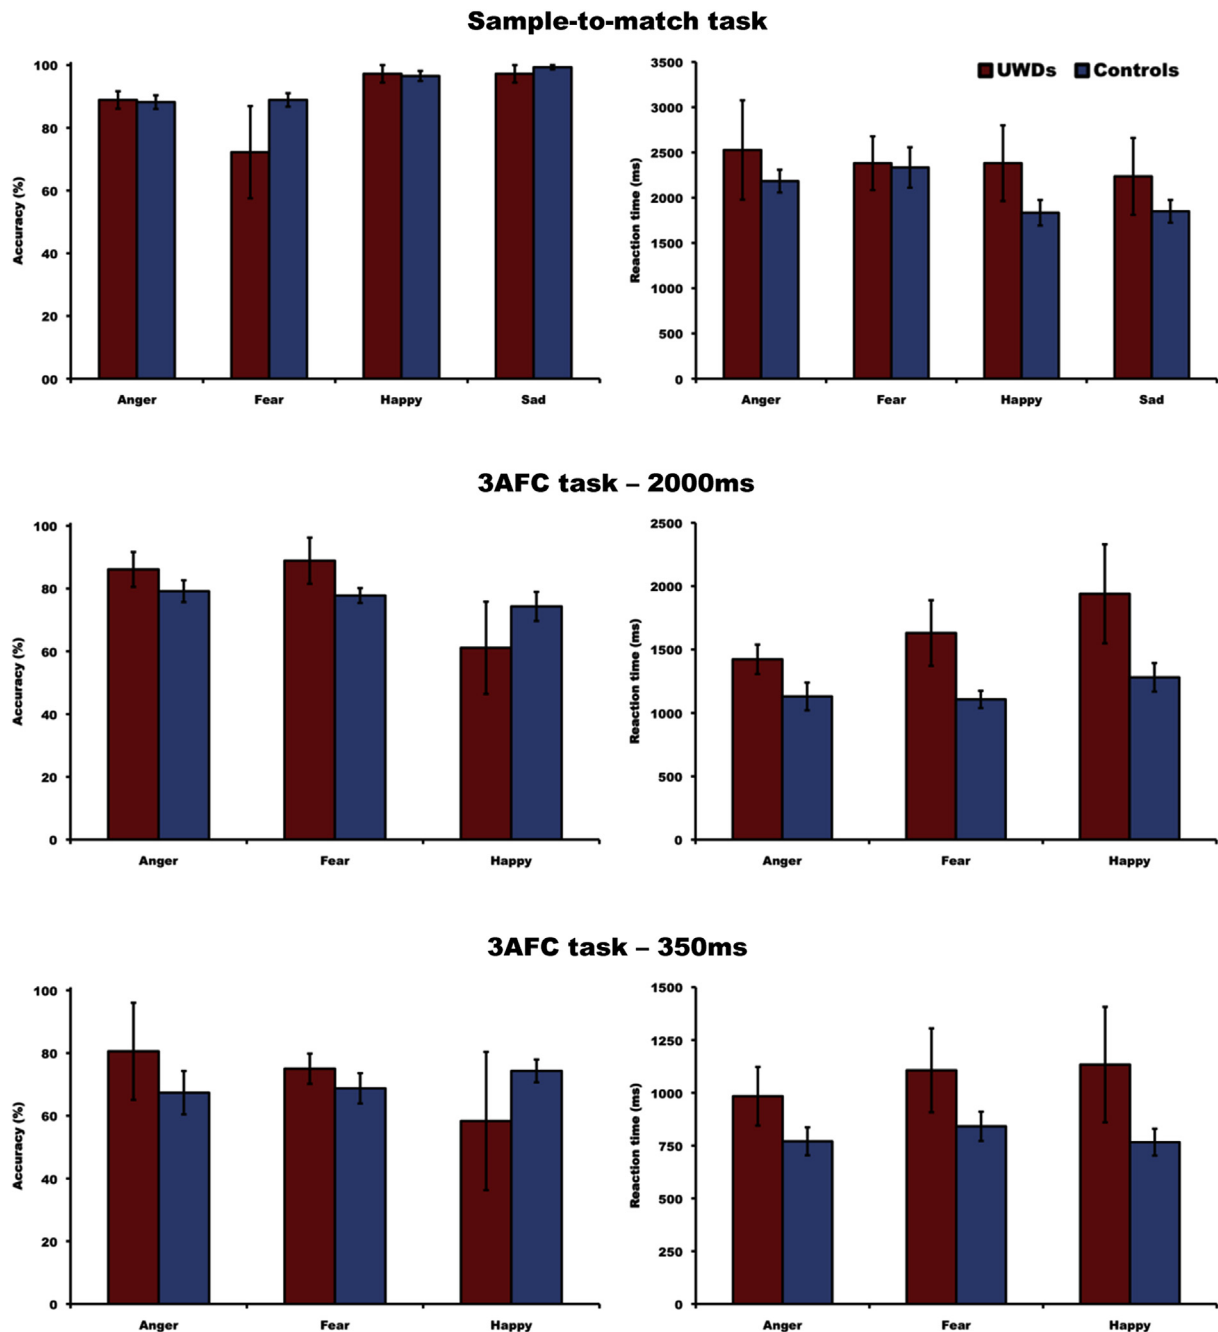 Sample-to-match task
UWDs Controls
Accuracy (%)
100
80
60
40
20
00
Anger Fear Happy Sad
Reaction time (ms)
3500
3000
2500
2000
1500
1000
500
0
Anger Fear Happy Sad
3AFC task – 2000ms
Accuracy (%)
100
80
60
40
20
0
Anger Fear Happy
Reaction time (ms)
2500
2000
1500
1000
500
0
Anger Fear Happy
3AFC task – 350ms
Accuracy (%)
100
80
60
40
20
0
Anger Fear Happy
Reaction time (ms)
1500
1250
1000
750
500
250
0
Anger Fear Happy